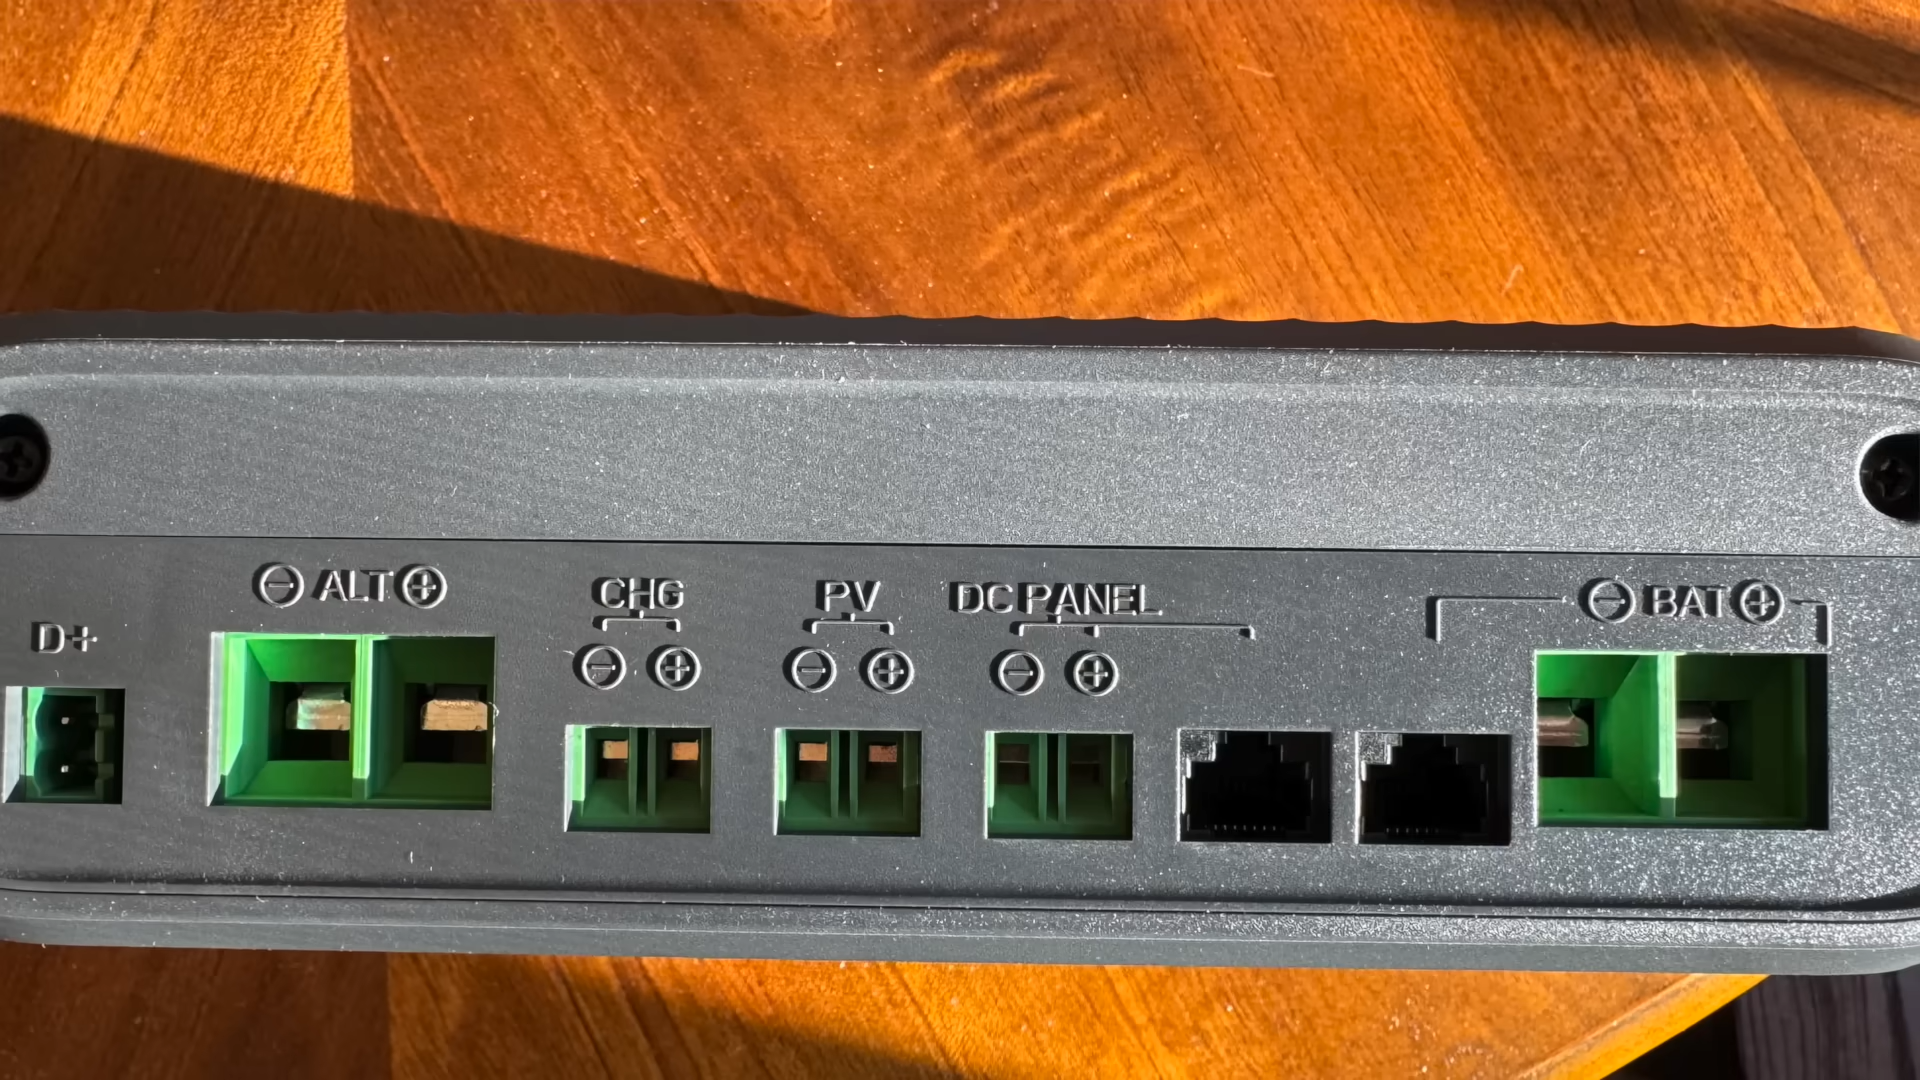 D+
⊖ ALT ⊕
CHG
⊖ ⊕
PV
⊖ ⊕
DC PANEL
⊖ ⊕
⊖ BAT ⊕